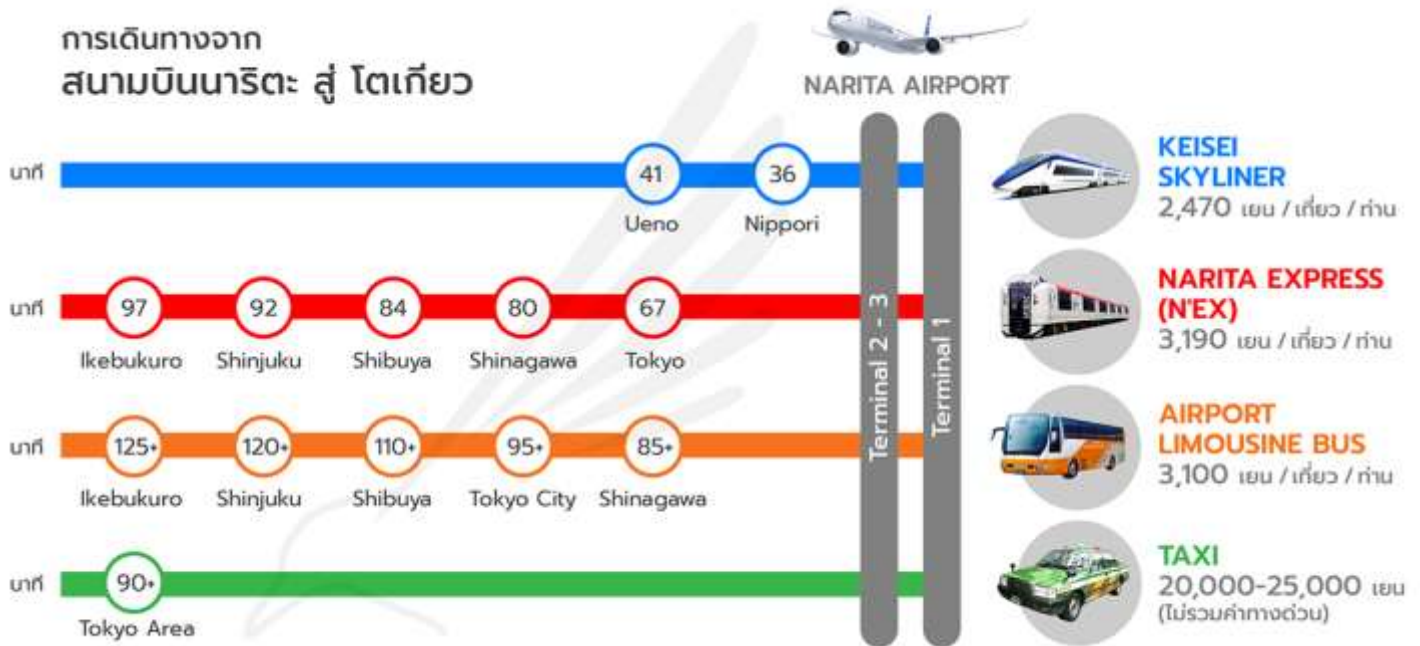 การเดินทางจาก
สนามบินนาริตะ สู่ โตเกียว
NARITA AIRPORT
Terminal 2 - 3
Terminal 1
นาที
41
36
Ueno
Nippori
KEISEI
SKYLINER
2,470 เยน / เที่ยว / ท่าน
นาที
97
92
84
80
67
Ikebukuro
Shinjuku
Shibuya
Shinagawa
Tokyo
NARITA EXPRESS
(N'EX)
3,190 เยน / เที่ยว / ท่าน
นาที
125+
120+
110+
95+
85+
Ikebukuro
Shinjuku
Shibuya
Tokyo City
Shinagawa
AIRPORT
LIMOUSINE BUS
3,100 เยน / เที่ยว / ท่าน
นาที
90+
Tokyo Area
TAXI
20,000-25,000 เยน
(ไม่รวมค่าทางด่วน)